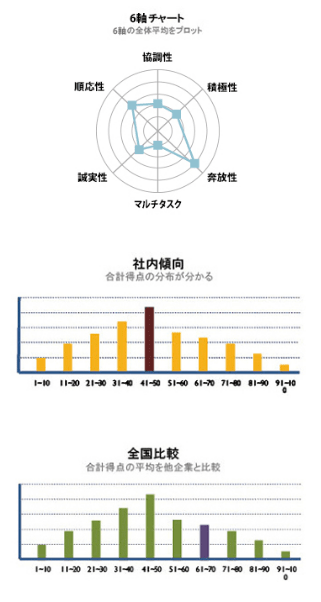 6軸チャート
6軸の全体平均をプロット
協調性
順応性
積極性
誠実性
奔放性
マルチタスク
社内傾向
合計得点の分布が分かる
1~10 11~20 21~30 31~40 41~50 51~60 61~70 71~80 81~90 91~10
0
全国比較
合計得点の平均を他企業と比較
1~10 11~20 21~30 31~40 41~50 51~60 61~70 71~80 81~90 91~10
0